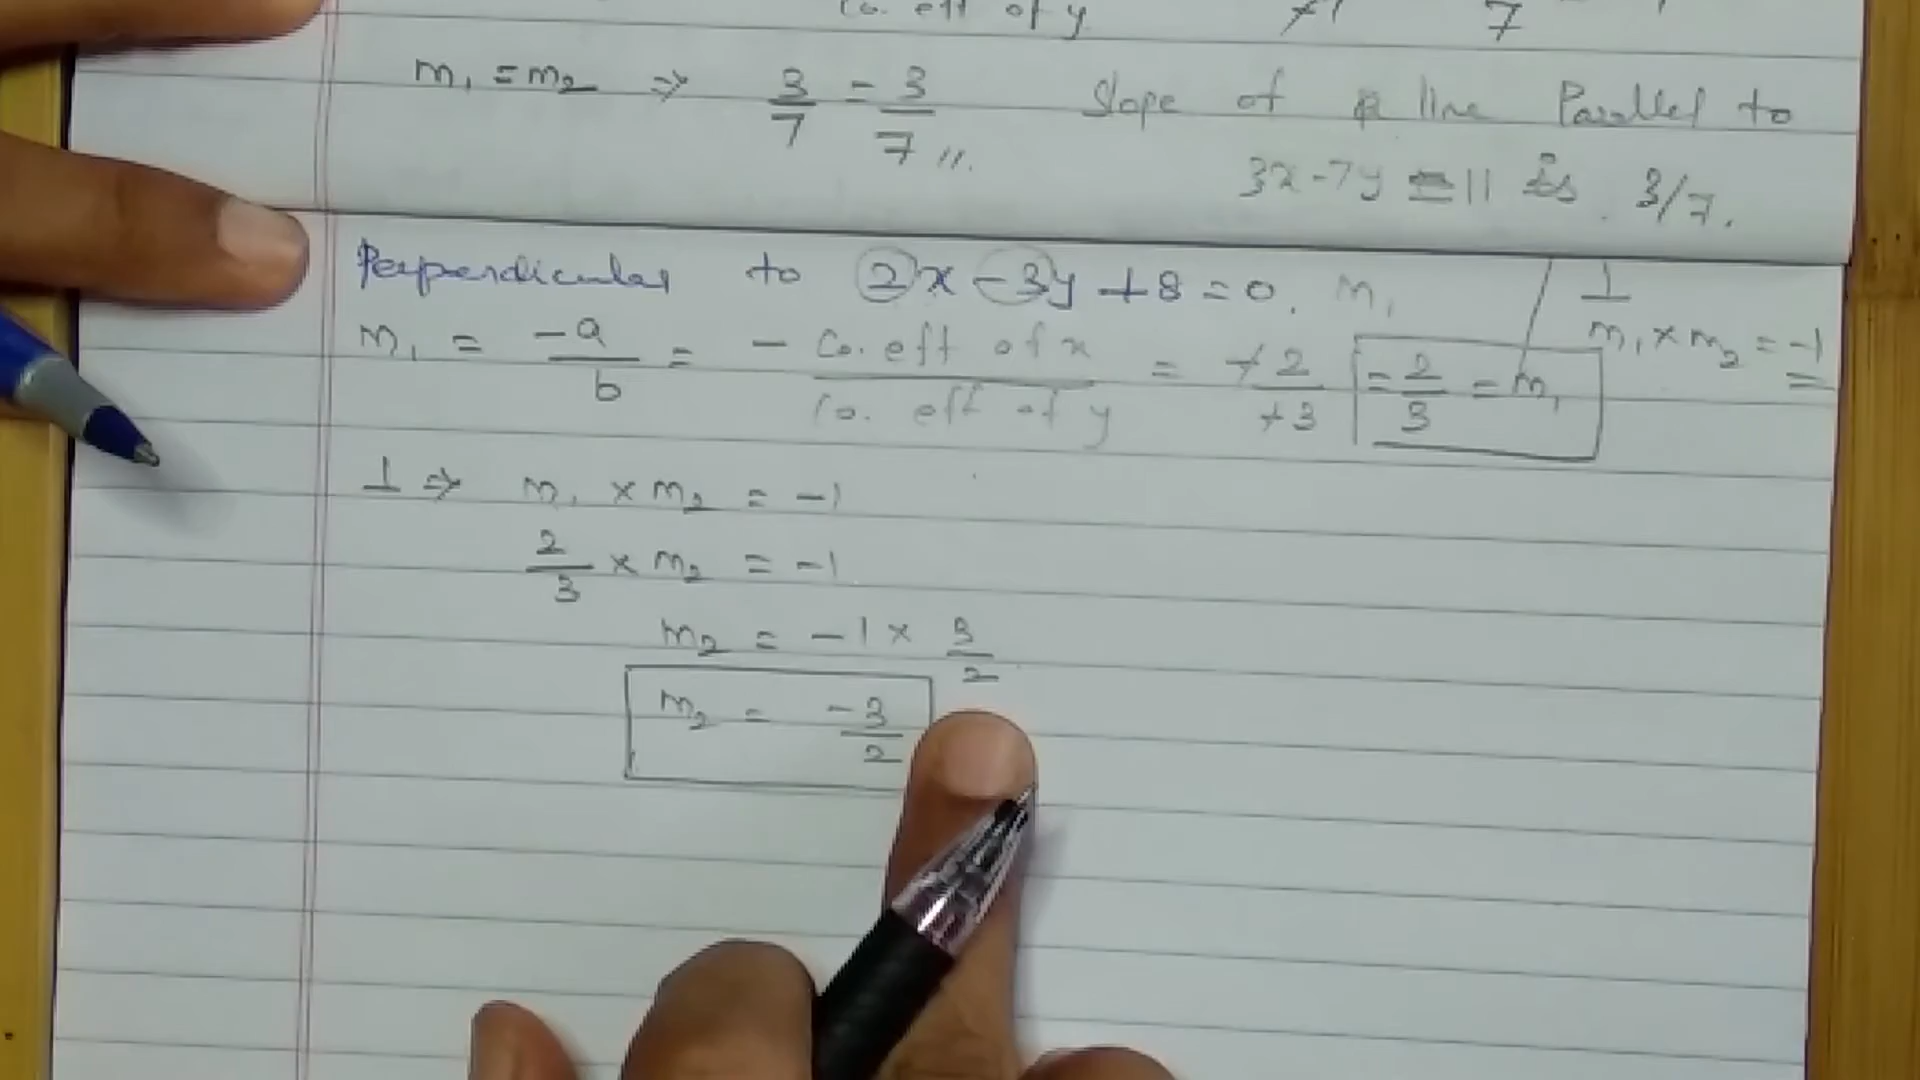 Co. eff of y 7
m₁ = m₂ ⇒ 3/7 = 3/7 //. Slope of a line Parallel to
3x-7y = 11 is 3/7.
Perpendicular to 2x - 3y + 8 = 0. m₁ ⊥
m₁ = -a/b = - Co. eff of x / Co. eff of y = +2/+3 = 2/3 = m₁ m₁ × m₂ = -1
⊥ ⇒ m₁ × m₂ = -1
2/3 × m₂ = -1
m₂ = -1 × 3/2
m₂ = -3/2